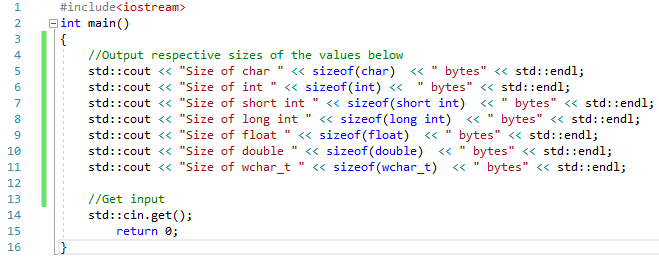 1 #include<iostream>
2 int main()
3 {
4 //Output respective sizes of the values below
5 std::cout << "Size of char " << sizeof(char)  << " bytes" << std::endl;
6 std::cout << "Size of int " << sizeof(int) <<  " bytes" << std::endl;
7 std::cout << "Size of short int " << sizeof(short int)  << " bytes" << std::endl;
8 std::cout << "Size of long int " << sizeof(long int)  << " bytes" << std::endl;
9 std::cout << "Size of float " << sizeof(float)  << " bytes" << std::endl;
10 std::cout << "Size of double " << sizeof(double)  << " bytes" << std::endl;
11 std::cout << "Size of wchar_t " << sizeof(wchar_t)  << " bytes" << std::endl;
12
13 //Get input
14 std::cin.get();
15 return 0;
16 }